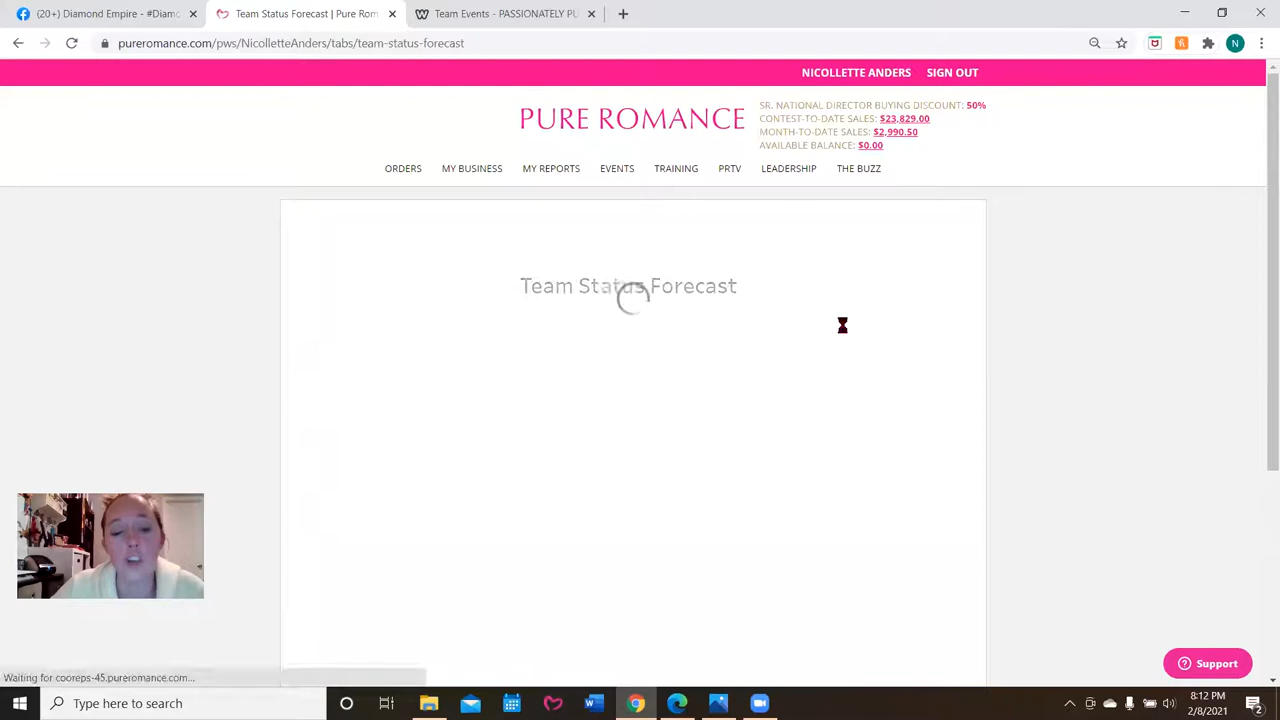 (20+) Diamond Empire - ​Diamo
Team Status Forecast | Pure Rom
Team Events - PASSIONATELY PU
pureromance.com/pws/NicolletteAnders/tabs/team-status-forecast
N
NICOLLETTE ANDERS SIGN OUT
PURE ROMANCE
SR. NATIONAL DIRECTOR BUYING DISCOUNT: 50%
CONTEST-TO-DATE SALES: $23,829.00
MONTH-TO-DATE SALES: $2,990.50
AVAILABLE BALANCE: $0.00
ORDERS MY BUSINESS MY REPORTS EVENTS TRAINING PRTV LEADERSHIP THE BUZZ
Team Status Forecast
Support
Waiting for cooreps-45.pureromance.com...
Type here to search
8:12 PM
2/8/2021
2